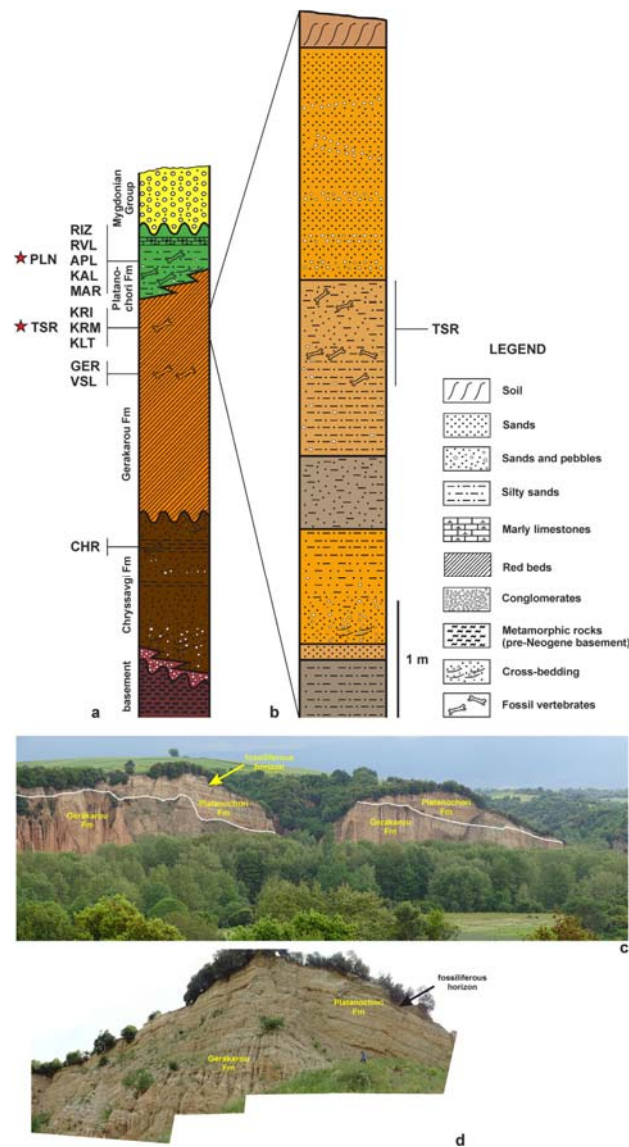 Mygdonian
Group
RIZ
RVL
PLN
APL
KAL
MAR
Platano-
chori Fm
KRI
TSR
KRM
KLT
GER
VSL
Gerakarou Fm
CHR
Chryssavgi Fm
basement
a
b
TSR
1 m
LEGEND
Soil
Sands
Sands and pebbles
Silty sands
Marly limestones
Red beds
Conglomerates
Metamorphic rocks
(pre-Neogene basement)
Cross-bedding
Fossil vertebrates
fossiliferous
horizon
Gerakarou
Fm
Platanochori
Fm
Platanochori
Fm
Gerakarou
Fm
c
fossiliferous
horizon
Platanochori
Fm
Gerakarou
Fm
d